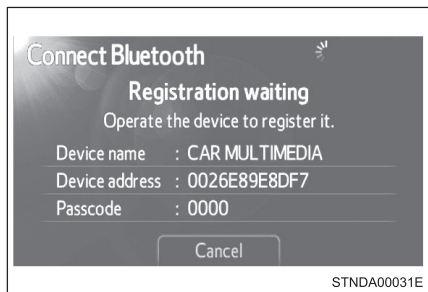 Connect Bluetooth
Registration waiting
Operate the device to register it.
Device name : CAR MULTIMEDIA
Device address : 0026E89E8DF7
Passcode : 0000
Cancel
STNDA00031E